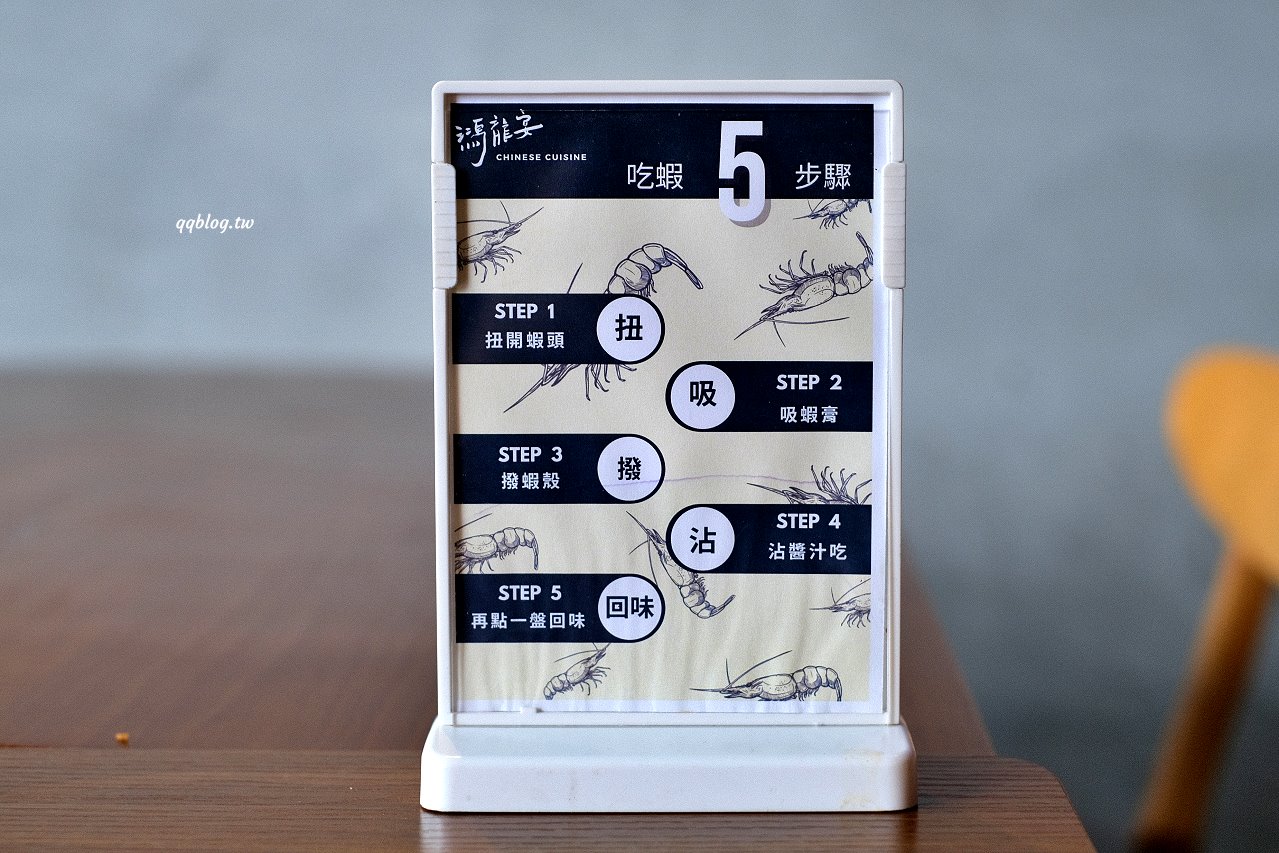 鴻龍宴
CHINESE CUISINE
吃蝦 5 步驟
qqblog.tw
STEP 1
扭開蝦頭
扭
吸
STEP 2
吸蝦膏
STEP 3
撥蝦殼
撥
沾
STEP 4
沾醬汁吃
STEP 5
再點一盤回味
回味